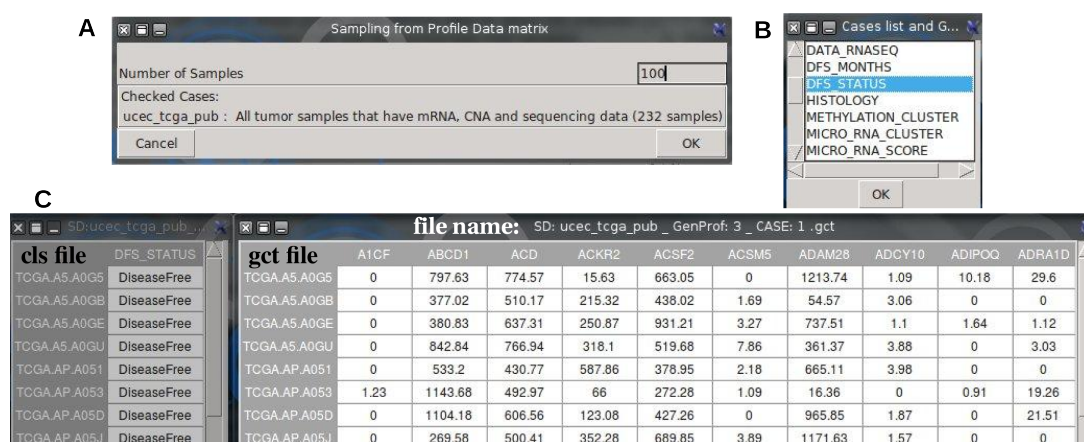 A
Sampling from Profile Data matrix
Number of Samples 100
Checked Cases:
ucec_tcga_pub : All tumor samples that have mRNA, CNA and sequencing data (232 samples)
Cancel OK
B
Cases list and G...
DATA_RNASEQ
DFS_MONTHS
DFS_STATUS
HISTOLOGY
METHYLATION_CLUSTER
MICRO_RNA_CLUSTER
MICRO_RNA_SCORE
OK
C
SD:ucec_tcga_pub_...
cls file DFS_STATUS
TCGA.A5.A0G5 DiseaseFree
TCGA.A5.A0GB DiseaseFree
TCGA.A5.A0GE DiseaseFree
TCGA.A5.A0GU DiseaseFree
TCGA.AP.A051 DiseaseFree
TCGA.AP.A053 DiseaseFree
TCGA.AP.A05D DiseaseFree
TCGA.AP.A05J DiseaseFree
file name: SD: ucec_tcga_pub _ GenProf: 3 _ CASE: 1 .gct
gct file A1CF ABCD1 ACD ACKR2 ACSF2 ACSM5 ADAM28 ADCY10 ADIPOQ ADRA1D
TCGA.A5.A0G5 0 797.63 774.57 15.63 663.05 0 1213.74 1.09 10.18 29.6
TCGA.A5.A0GB 0 377.02 510.17 215.32 438.02 1.69 54.57 3.06 0 0
TCGA.A5.A0GE 0 380.83 637.31 250.87 931.21 3.27 737.51 1.1 1.64 1.12
TCGA.A5.A0GU 0 842.84 766.94 318.1 519.68 7.86 361.37 3.88 0 3.03
TCGA.AP.A051 0 533.2 430.77 587.86 378.95 2.18 665.11 3.98 0 0
TCGA.AP.A053 1.23 1143.68 492.97 66 272.28 1.09 16.36 0 0.91 19.26
TCGA.AP.A05D 0 1104.18 606.56 123.08 427.26 0 965.85 1.87 0 21.51
TCGA.AP.A05J 0 269.58 500.41 352.28 689.85 3.89 1171.63 1.57 0 0